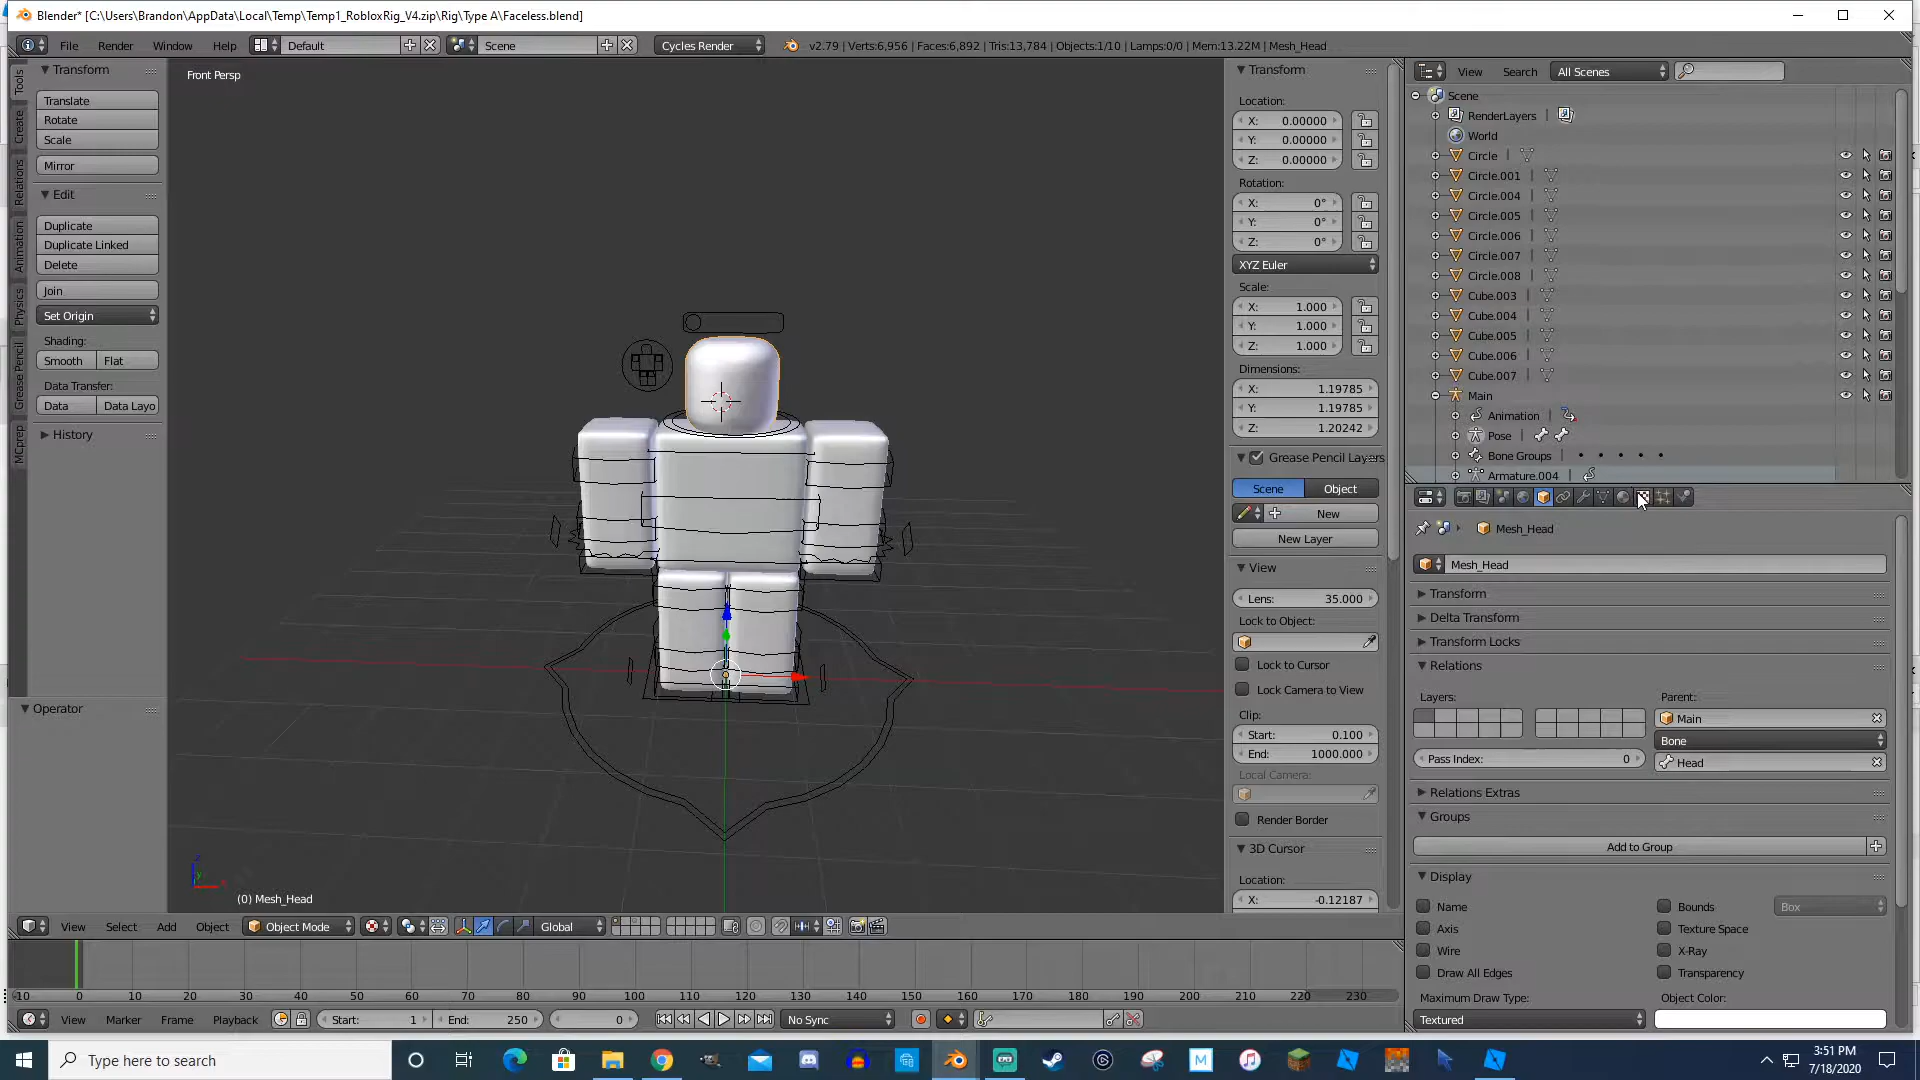 Blender* [C:\Users\Brandon\AppData\Local\Temp\Temp1_RobloxRig_V4.zip\Rig\Type A\Faceless.blend]
File Render Window Help Default Scene Cycles Render v2.79 | Verts:6,956 | Faces:6,892 | Tris:13,784 | Objects:1/10 | Lamps:0/0 | Mem:13.22M | Mesh_Head
Tools
Create
Relations
Animation
Physics
Grease Pencil
MCprep
Transform
Translate
Rotate
Scale
Mirror
Edit
Duplicate
Duplicate Linked
Delete
Join
Set Origin
Shading:
Smooth Flat
Data Transfer:
Data Data Layo
History
Operator
Front Persp
(0) Mesh_Head
Transform
Location:
X: 0.00000
Y: 0.00000
Z: 0.00000
Rotation:
X: 0°
Y: 0°
Z: 0°
XYZ Euler
Scale:
X: 1.000
Y: 1.000
Z: 1.000
Dimensions:
X: 1.19785
Y: 1.19785
Z: 1.20242
Grease Pencil Layers
Scene Object
New
New Layer
View
Lens: 35.000
Lock to Object:
Lock to Cursor
Lock Camera to View
Clip:
Start: 0.100
End: 1000.000
Local Camera:
Render Border
3D Cursor
Location:
X: -0.12187
View Search All Scenes
Scene
RenderLayers
World
Circle
Circle.001
Circle.004
Circle.005
Circle.006
Circle.007
Circle.008
Cube.003
Cube.004
Cube.005
Cube.006
Cube.007
Main
Animation
Pose
Bone Groups
Armature.004
Mesh_Head
Mesh_Head
Transform
Delta Transform
Transform Locks
Relations
Layers: Parent:
Main
Bone
Pass Index: 0 Head
Relations Extras
Groups
Add to Group
Display
Name Bounds Box
Axis Texture Space
Wire X-Ray
Draw All Edges Transparency
Maximum Draw Type: Object Color:
Textured
View Select Add Object Object Mode Global
-10 0 10 20 30 40 50 60 70 80 90 100 110 120 130 140 150 160 170 180 190 200 210 220 230
View Marker Frame Playback Start: 1 End: 250 0 No Sync
Type here to search
3:51 PM
7/18/2020